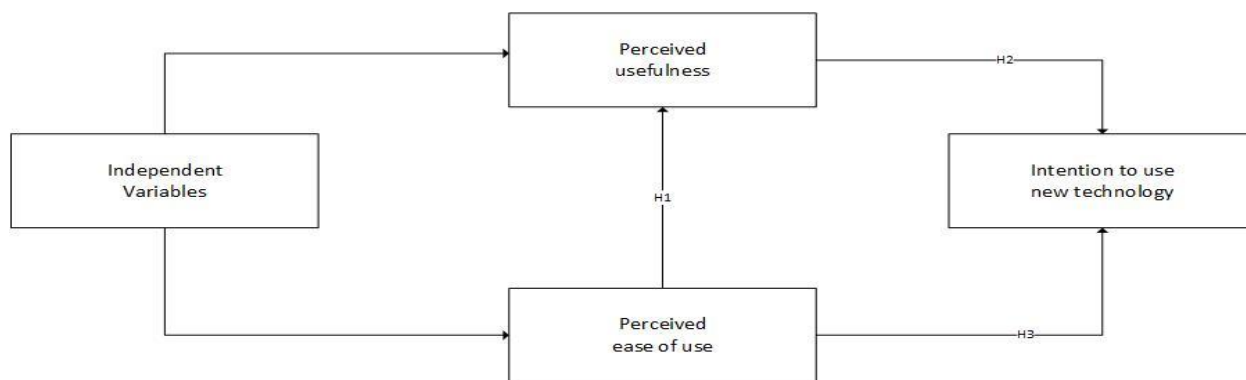 Perceived
usefulness
H2
Independent
Variables
Intention to use
new technology
H1
Perceived
ease of use
H3